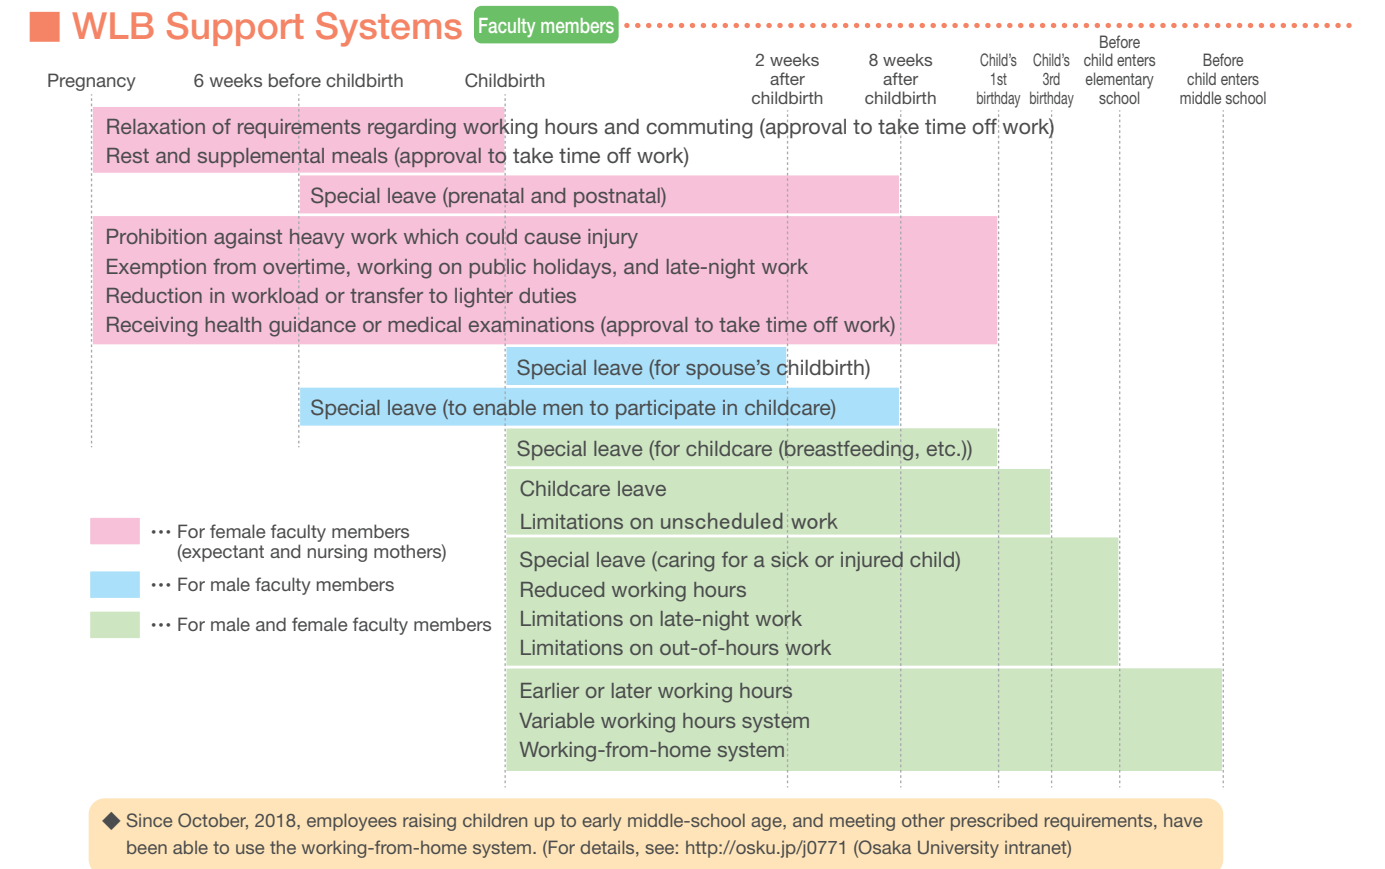 WLB Support Systems Faculty members
Pregnancy
6 weeks before childbirth
Childbirth
2 weeks
after
childbirth
8 weeks
after
childbirth
Child's
1st
birthday
Child's
3rd
birthday
Before
child enters
elementary
school
Before
child enters
middle school
Relaxation of requirements regarding working hours and commuting (approval to take time off work)
Rest and supplemental meals (approval to take time off work)
Special leave (prenatal and postnatal)
Prohibition against heavy work which could cause injury
Exemption from overtime, working on public holidays, and late-night work
Reduction in workload or transfer to lighter duties
Receiving health guidance or medical examinations (approval to take time off work)
Special leave (for spouse's childbirth)
Special leave (to enable men to participate in childcare)
Special leave (for childcare (breastfeeding, etc.))
Childcare leave
Limitations on unscheduled work
Special leave (caring for a sick or injured child)
Reduced working hours
Limitations on late-night work
Limitations on out-of-hours work
Earlier or later working hours
Variable working hours system
Working-from-home system
··· For female faculty members
(expectant and nursing mothers)
··· For male faculty members
··· For male and female faculty members
◆ Since October, 2018, employees raising children up to early middle-school age, and meeting other prescribed requirements, have
been able to use the working-from-home system. (For details, see: http://osku.jp/j0771 (Osaka University intranet)